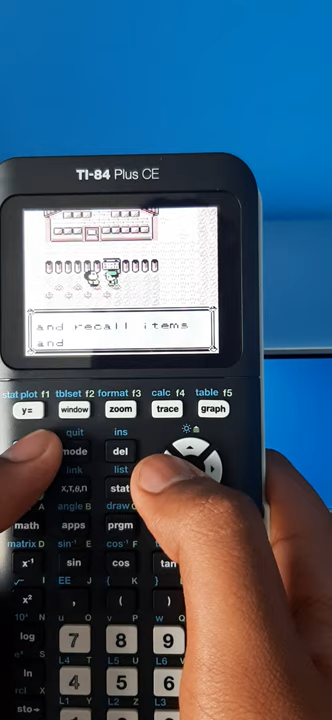 TI-84 Plus CE
and recall items
and
stat plot f1 tblset f2 format f3 calc f4 table f5
y= window zoom trace graph
quit ins
mode del
link list
X,T,θ,n stat
A angle B draw
math apps prgm
matrix D sin⁻¹ E cos⁻¹ F
x⁻¹ sin cos tan
√ I EE J { K } L
x² , ( )
10ˣ N u O v P w Q
log 7 8 9
eˣ S L4 T L5 U L6
ln 4 5 6
rcl X L1 Y L2 Z L3
sto→